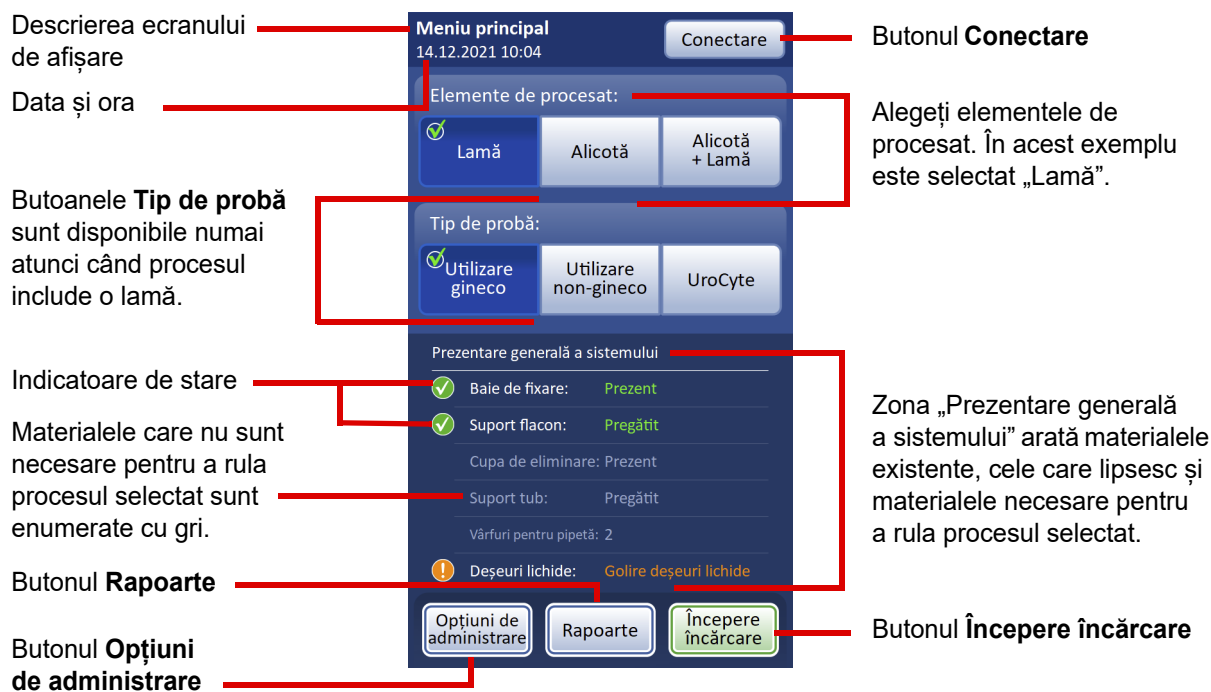 Descrierea ecranului
de afișare
Data și ora
Butoanele Tip de probă
sunt disponibile numai
atunci când procesul
include o lamă.
Indicatoare de stare
Materialele care nu sunt
necesare pentru a rula
procesul selectat sunt
enumerate cu gri.
Butonul Rapoarte
Butonul Opțiuni
de administrare
Meniu principal
14.12.2021 10:04
Conectare
Elemente de procesat:
Lamă
Alicotă
Alicotă
+ Lamă
Tip de probă:
Utilizare
gineco
Utilizare
non-gineco
UroCyte
Prezentare generală a sistemului
Baie de fixare: Prezent
Suport flacon: Pregătit
Cupa de eliminare: Prezent
Suport tub: Pregătit
Vârfuri pentru pipetă: 2
Deșeuri lichide: Golire deșeuri lichide
Opțiuni de
administrare
Rapoarte
Începere
încărcare
Butonul Conectare
Alegeți elementele de
procesat. În acest exemplu
este selectat „Lamă”.
Zona „Prezentare generală
a sistemului” arată materialele
existente, cele care lipsesc și
materialele necesare pentru
a rula procesul selectat.
Butonul Începere încărcare